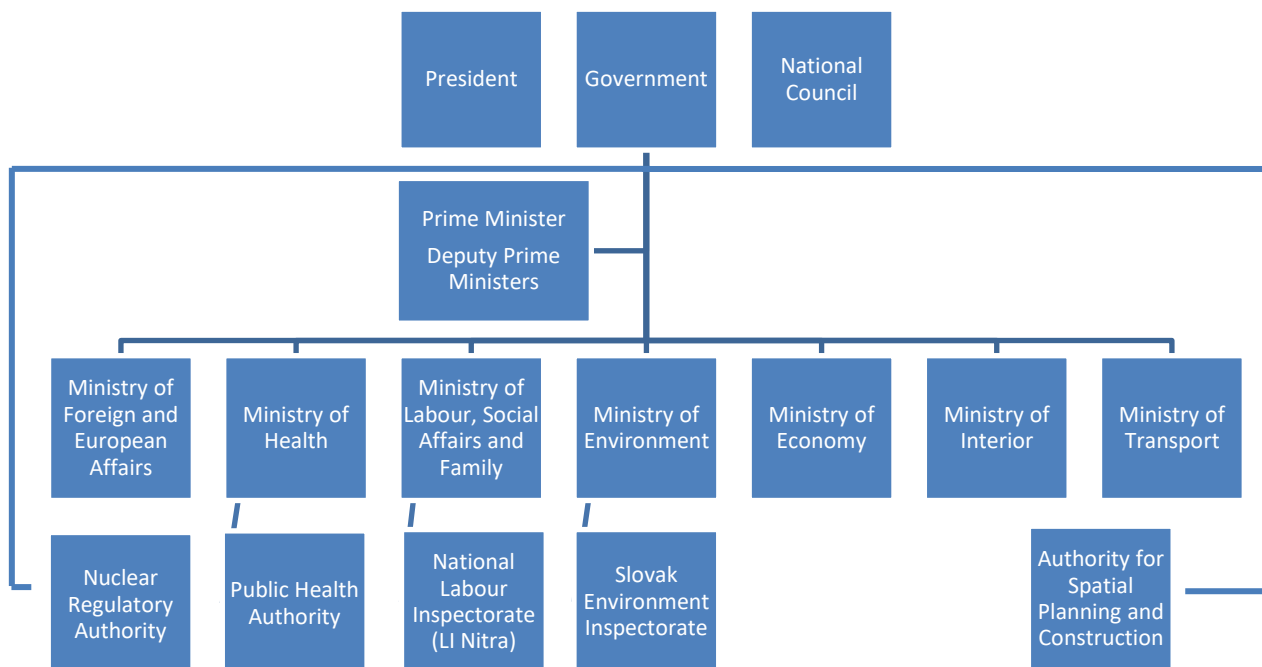 President
Government
National
Council
Prime Minister
Deputy Prime
Ministers
Ministry of
Foreign and
European
Affairs
Ministry of
Health
Ministry of
Labour, Social
Affairs and
Family
Ministry of
Environment
Ministry of
Economy
Ministry of
Interior
Ministry of
Transport
Nuclear
Regulatory
Authority
Public Health
Authority
National
Labour
Inspectorate
(LI Nitra)
Slovak
Environment
Inspectorate
Authority for
Spatial
Planning and
Construction